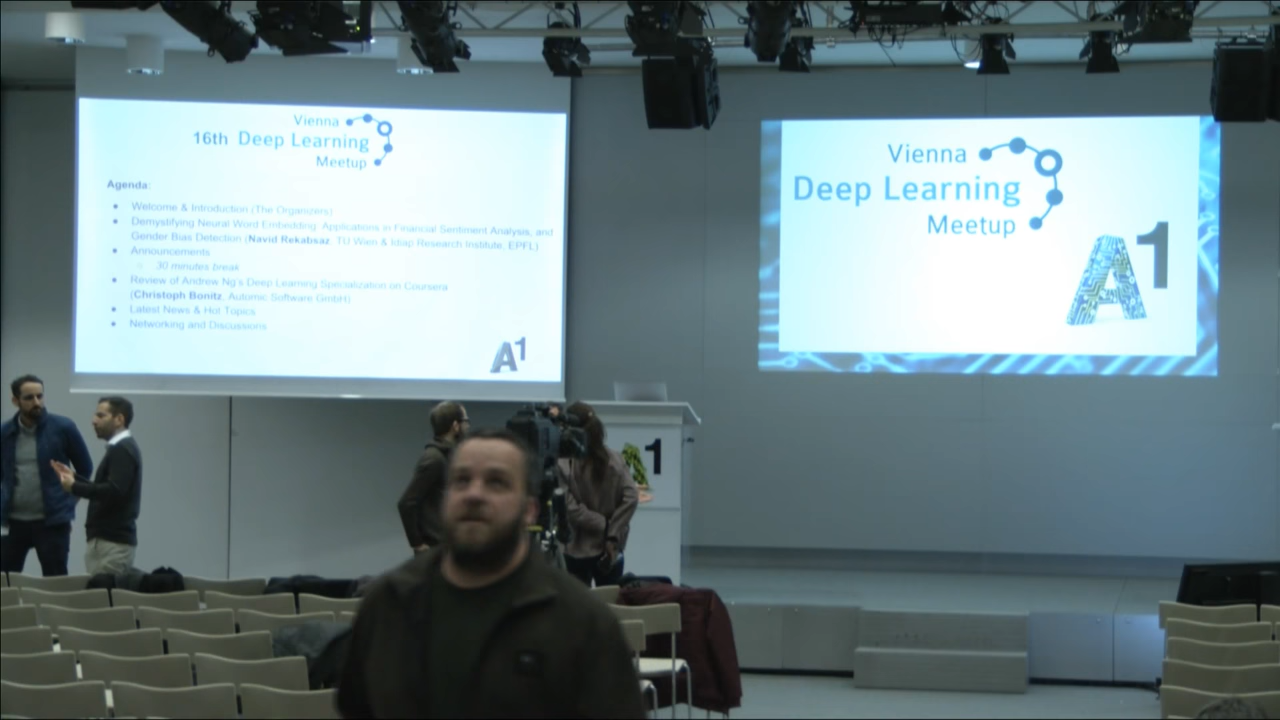 Vienna
16th Deep Learning
Meetup
Agenda:
Welcome & Introduction (The Organizers)
Demystifying Neural Word Embedding: Applications in Financial Sentiment Analysis, and
Gender Bias Detection (Navid Rekabsaz, TU Wien & Idiap Research Institute, EPFL)
Announcements
30 minutes break
Review of Andrew Ng's Deep Learning Specialization on Coursera
(Christoph Bonitz, Automic Software GmbH)
Latest News & Hot Topics
Networking and Discussions
A1
Vienna
Deep Learning
Meetup
A1
1